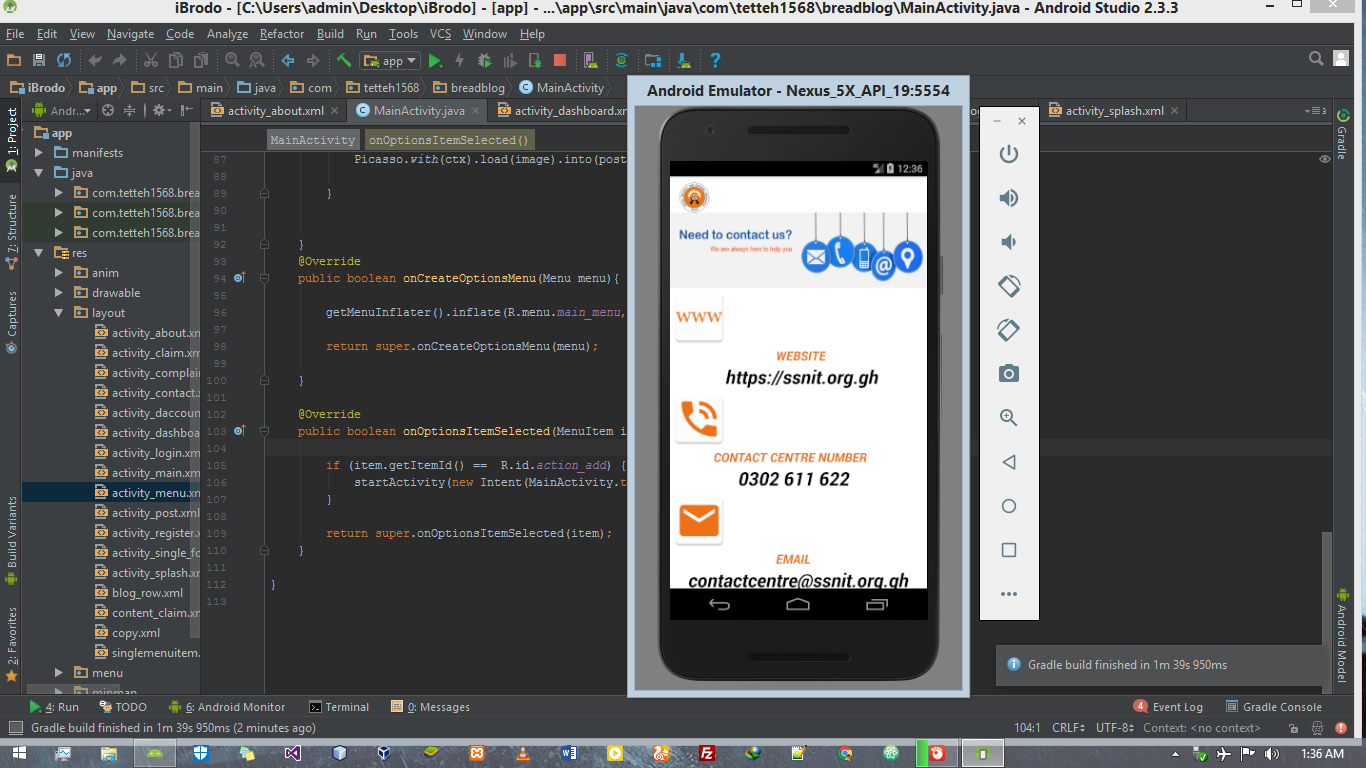 iBrodo - [C:\Users\admin\Desktop\iBrodo] - [app] - ...\app\src\main\java\com\tetteh1568\breadblog\MainActivity.java - Android Studio 2.3.3
File Edit View Navigate Code Analyze Refactor Build Run Tools VCS Window Help
app
iBrodo app src main java com tetteh1568 breadblog MainActivity
Andr... activity_about.xml MainActivity.java activity_dashboard.xm activity_splash.xml
MainActivity onOptionsItemSelected()
1: Project
7: Structure
Captures
Build Variants
2: Favorites
app
manifests
java
com.tetteh1568.brea
com.tetteh1568.brea
com.tetteh1568.brea
res
anim
drawable
layout
activity_about.xm
activity_claim.xm
activity_complain
activity_contact.x
activity_daccoun
activity_dashboa
activity_login.xm
activity_main.xm
activity_menu.xm
activity_post.xml
activity_register.x
activity_single_fo
activity_splash.xm
blog_row.xml
content_claim.xm
copy.xml
singlemenuitem.
menu
mipmap
87 Picasso.with(ctx).load(image).into(post
88
89 }
90
91
92 }
93 @Override
94 public boolean onCreateOptionsMenu(Menu menu){
95
96 getMenuInflater().inflate(R.menu.main_menu,
97
98 return super.onCreateOptionsMenu(menu);
99
100 }
101
102 @Override
103 public boolean onOptionsItemSelected(MenuItem i
104
105 if (item.getItemId() == R.id.action_add) {
106 startActivity(new Intent(MainActivity.t
107 }
108
109 return super.onOptionsItemSelected(item);
110 }
111
112 }
113
Android Emulator - Nexus_5X_API_19:5554
12:36
Need to contact us?
We are always here to help you
@
www
WEBSITE
https://ssnit.org.gh
CONTACT CENTRE NUMBER
0302 611 622
EMAIL
contactcentre@ssnit.org.gh
Gradle
Android Model
Gradle build finished in 1m 39s 950ms
4: Run TODO 6: Android Monitor Terminal 0: Messages 4 Event Log Gradle Console
Gradle build finished in 1m 39s 950ms (2 minutes ago) 104:1 CRLF UTF-8 Context: <no context>
1:36 AM